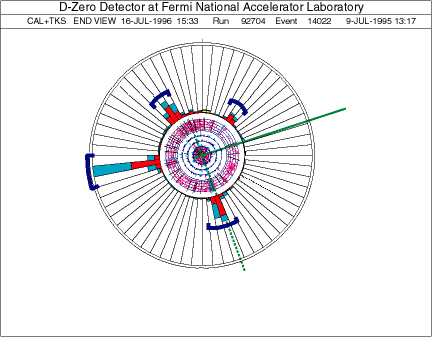 D-Zero Detector at Fermi National Accelerator Laboratory
CAL+TKS END VIEW 16-JUL-1996 15:33 Run 92704 Event 14022 9-JUL-1995 13:17